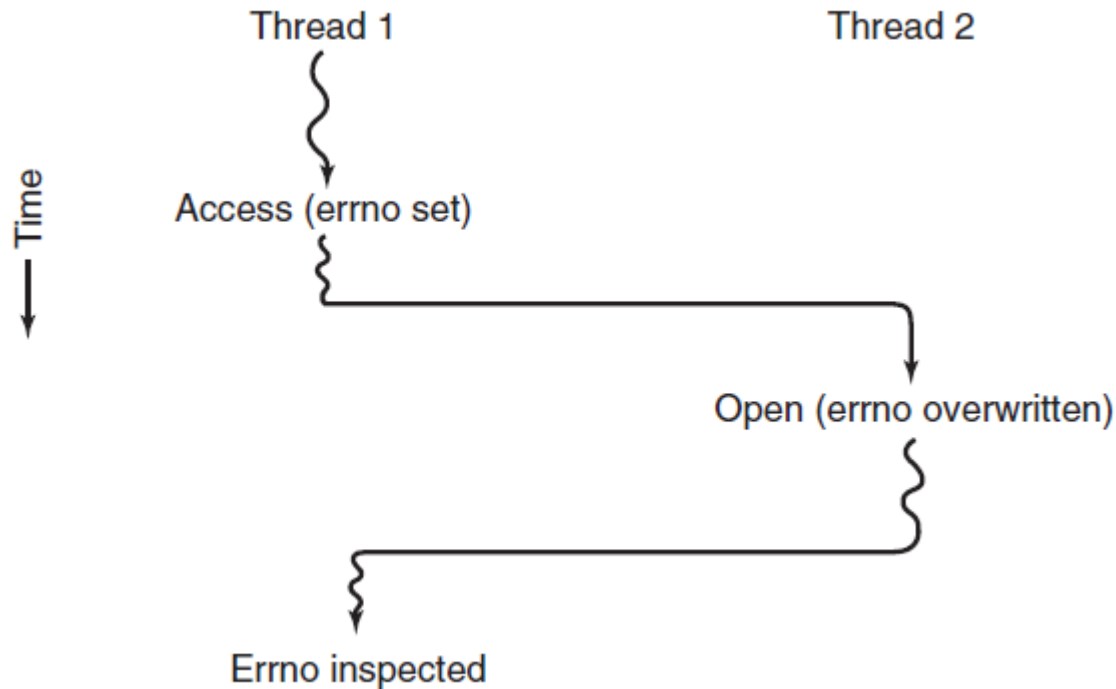 Thread 1
Thread 2
Access (errno set)
Time
Open (errno overwritten)
Errno inspected